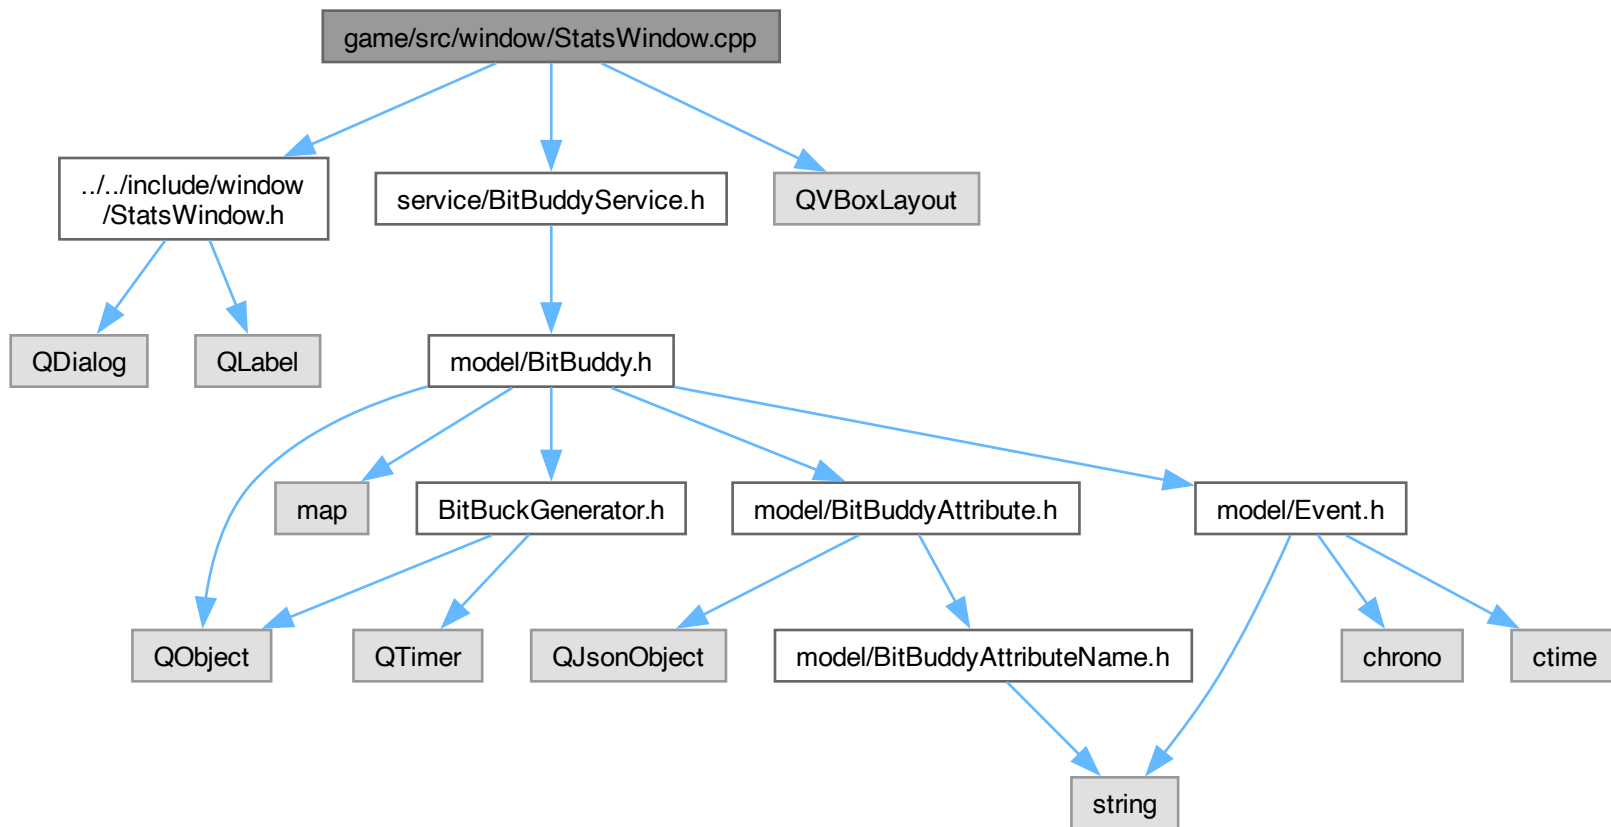 game/src/window/StatsWindow.cpp
../../include/window
/StatsWindow.h
service/BitBuddyService.h
QVBoxLayout
QDialog
QLabel
model/BitBuddy.h
map
BitBuckGenerator.h
model/BitBuddyAttribute.h
model/Event.h
QObject
QTimer
QJsonObject
model/BitBuddyAttributeName.h
chrono
ctime
string